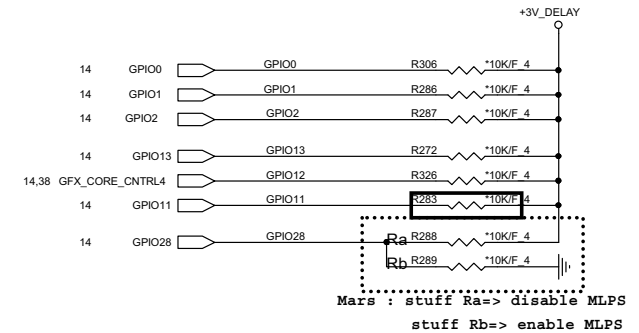 +3V_DELAY
14 GPIO0 GPIO0 R306 *10K/F_4
14 GPIO1 GPIO1 R286 *10K/F_4
14 GPIO2 GPIO2 R287 *10K/F_4
14 GPIO13 GPIO13 R272 *10K/F_4
14,38 GFX_CORE_CNTRL4 GPIO12 R326 *10K/F_4
14 GPIO11 GPIO11 R283 *10K/F_4
14 GPIO28 GPIO28 Ra R288 *10K/F_4
Rb R289 *10K/F_4
Mars : stuff Ra=> disable MLPS
stuff Rb=> enable MLPS